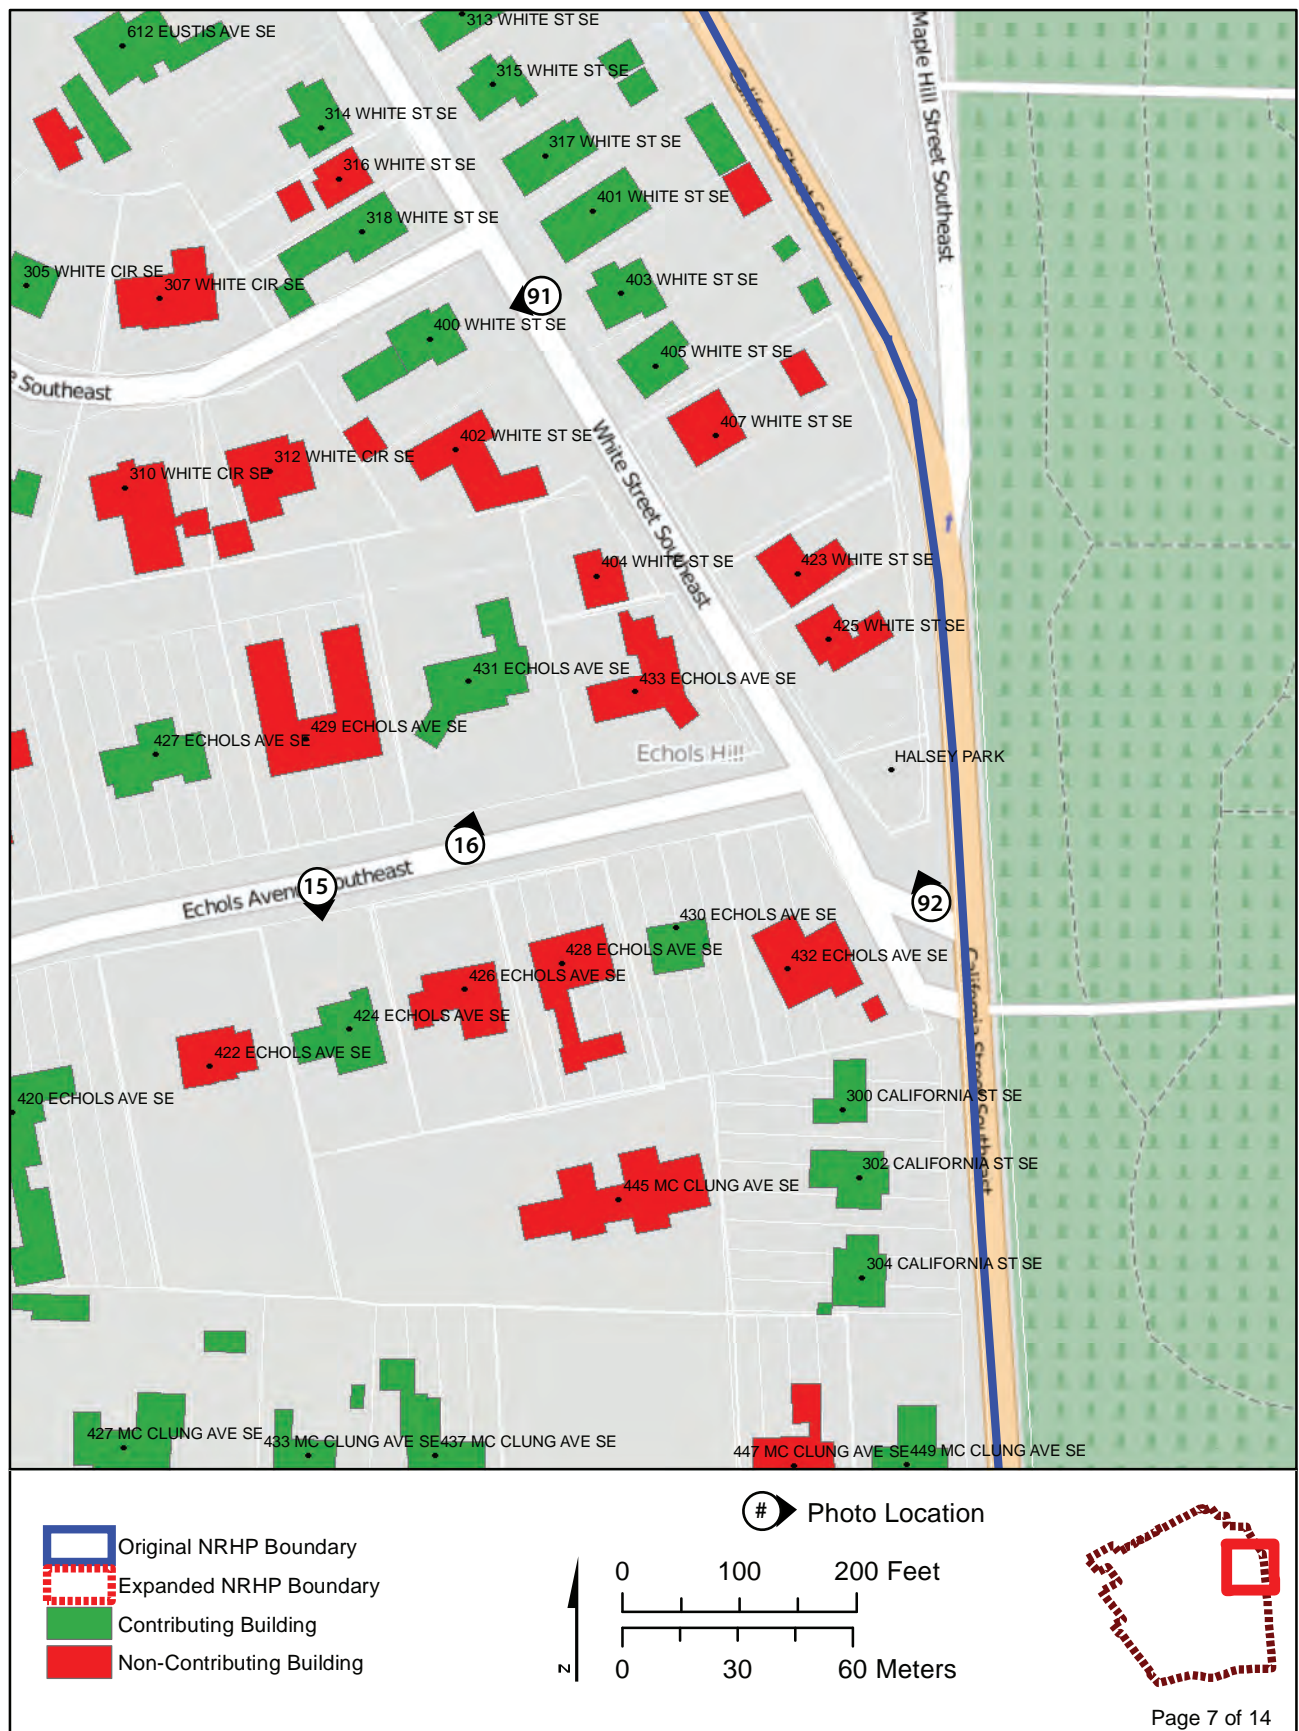 612 EUSTIS AVE SE
313 WHITE ST SE
315 WHITE ST SE
314 WHITE ST SE
317 WHITE ST SE
316 WHITE ST SE
401 WHITE ST SE
318 WHITE ST SE
California Street Southeast
Maple Hill Street Southeast
305 WHITE CIR SE
307 WHITE CIR SE
403 WHITE ST SE
91
400 WHITE ST SE
405 WHITE ST SE
Southeast
407 WHITE ST SE
402 WHITE ST SE
White Street Southeast
312 WHITE CIR SE
310 WHITE CIR SE
404 WHITE ST SE
423 WHITE ST SE
425 WHITE ST SE
431 ECHOLS AVE SE
433 ECHOLS AVE SE
429 ECHOLS AVE SE
427 ECHOLS AVE SE
Echols Hill
HALSEY PARK
16
15
Echols Avenue Southeast
92
430 ECHOLS AVE SE
428 ECHOLS AVE SE
432 ECHOLS AVE SE
426 ECHOLS AVE SE
424 ECHOLS AVE SE
422 ECHOLS AVE SE
California Street Southeast
420 ECHOLS AVE SE
300 CALIFORNIA ST SE
302 CALIFORNIA ST SE
445 MC CLUNG AVE SE
304 CALIFORNIA ST SE
427 MC CLUNG AVE SE
433 MC CLUNG AVE SE
437 MC CLUNG AVE SE
447 MC CLUNG AVE SE
449 MC CLUNG AVE SE
# Photo Location
Original NRHP Boundary
Expanded NRHP Boundary
Contributing Building
Non-Contributing Building
z
0 100 200 Feet
0 30 60 Meters
Page 7 of 14